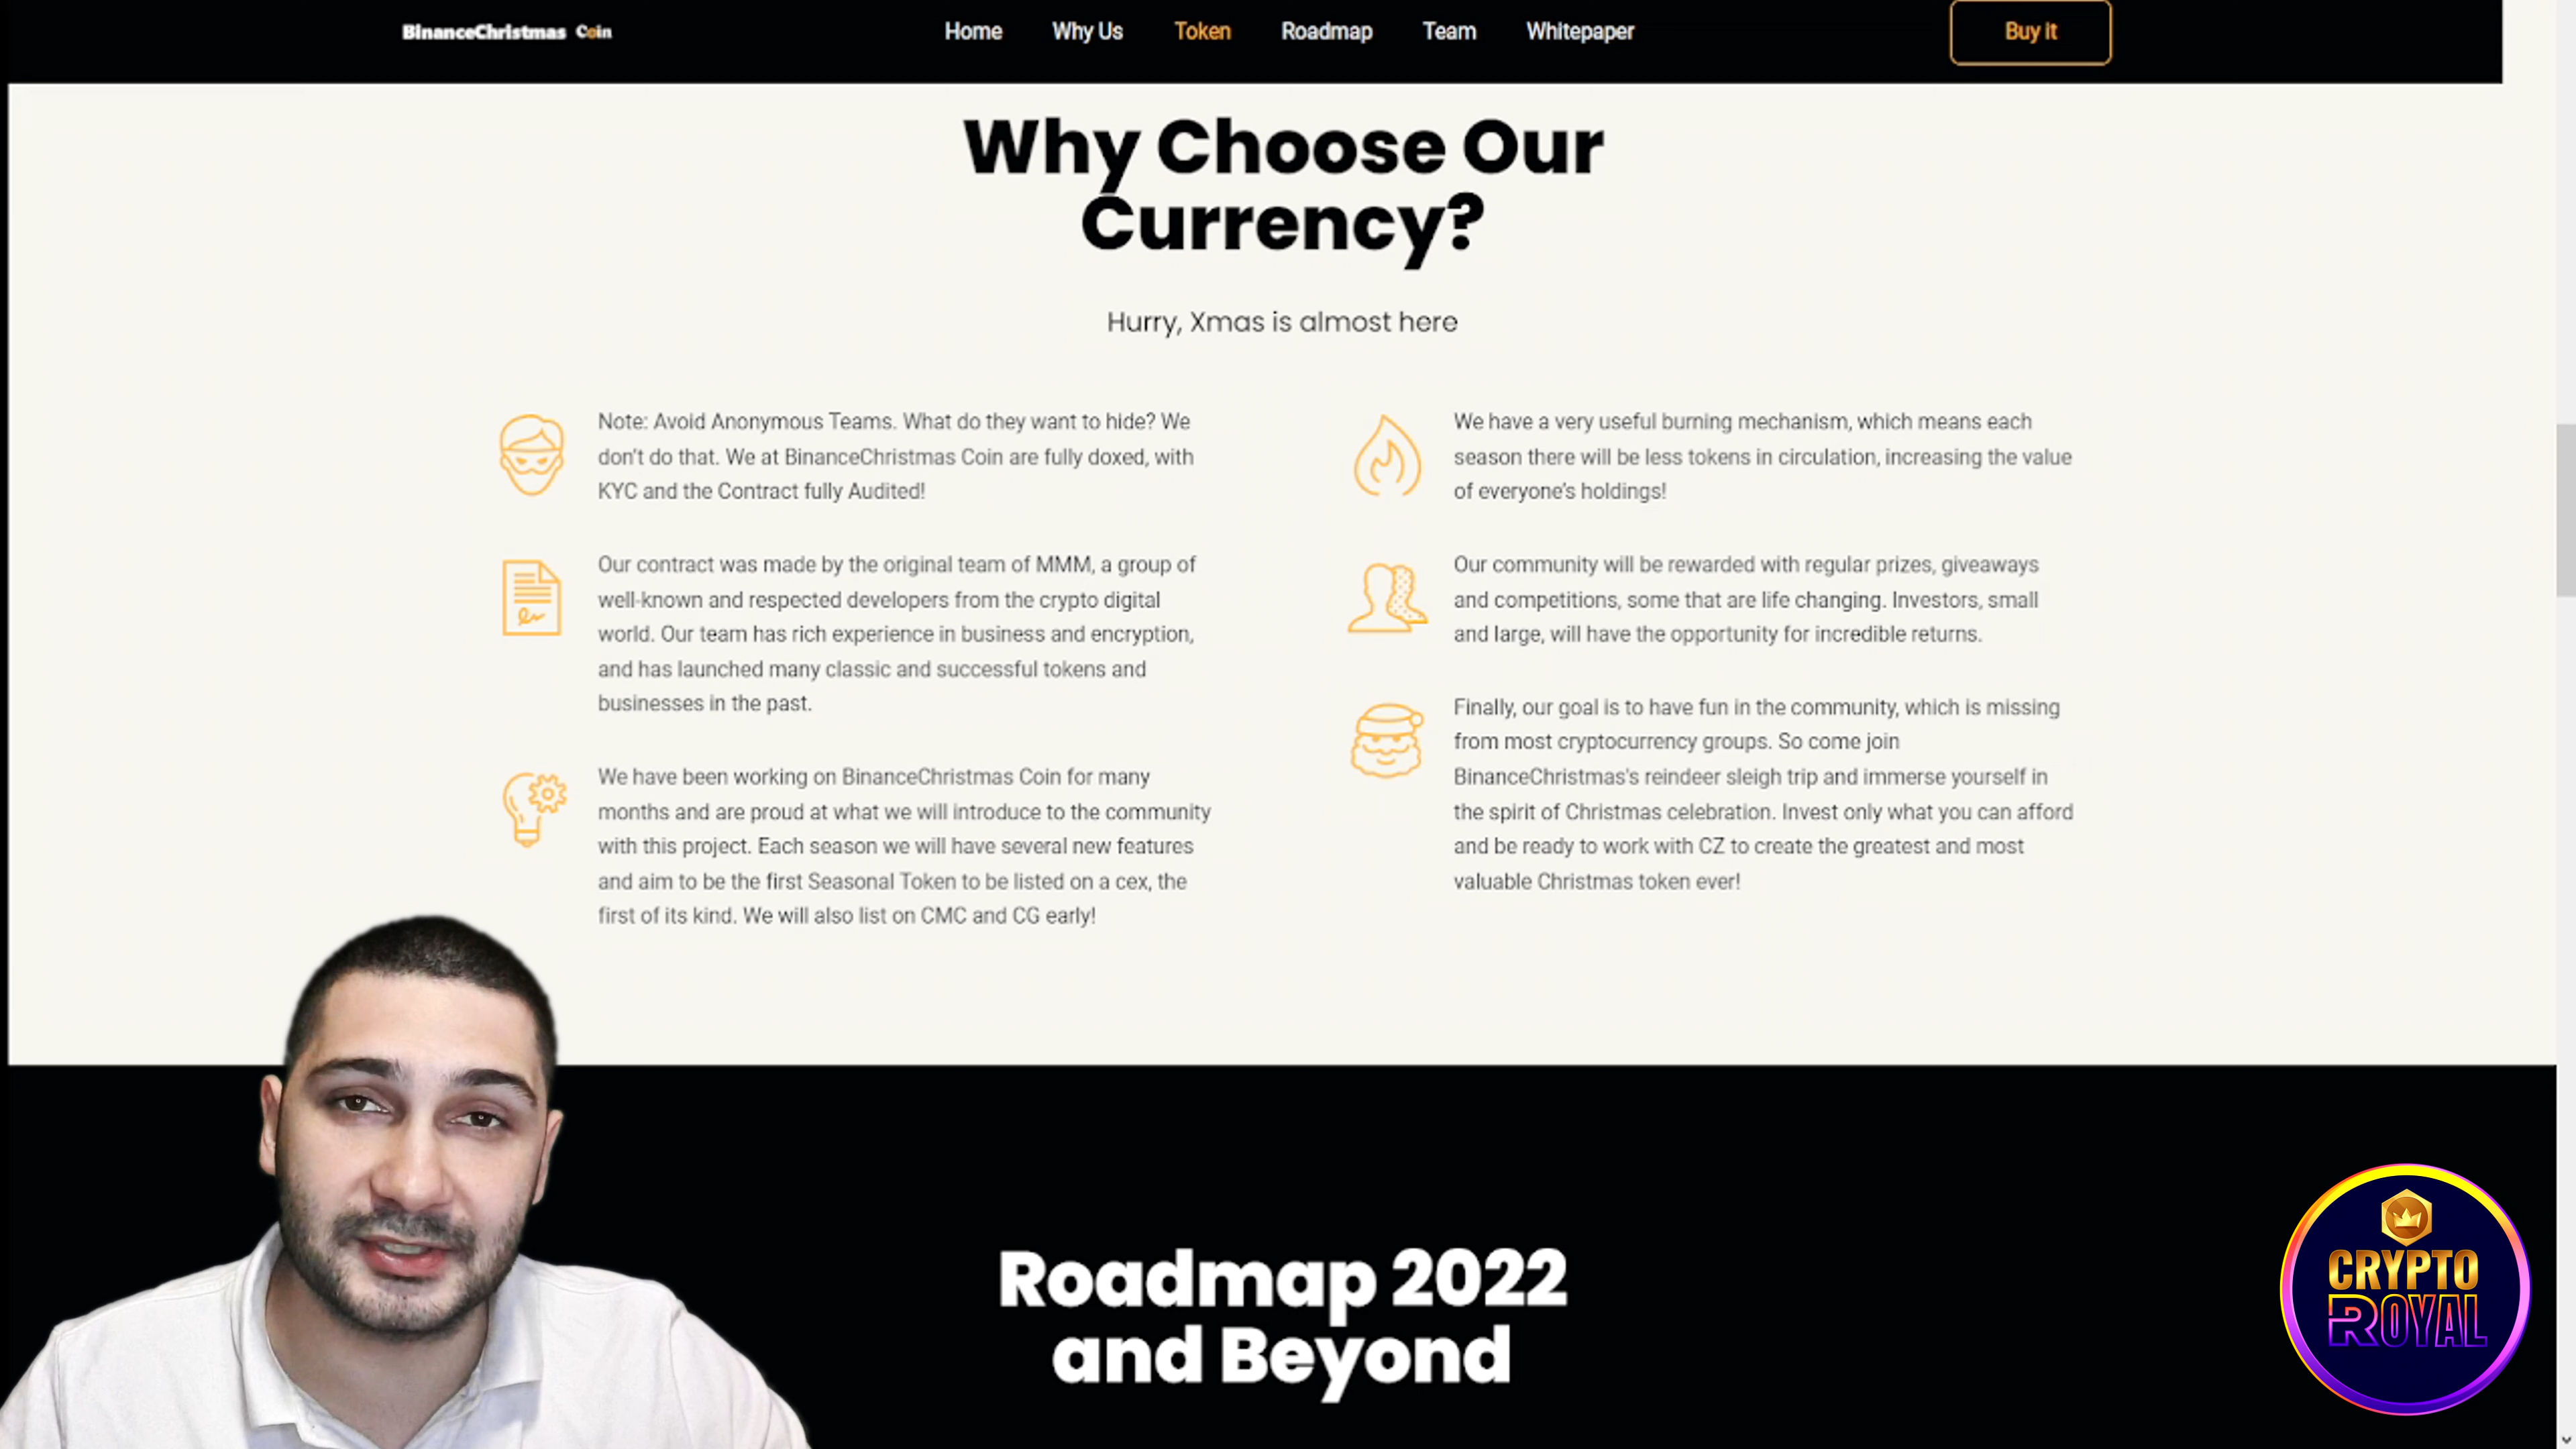 BinanceChristmas Coin
Home Why Us Token Roadmap Team Whitepaper
Buy it
Why Choose Our
Currency?
Hurry, Xmas is almost here
Note: Avoid Anonymous Teams. What do they want to hide? We
don't do that. We at BinanceChristmas Coin are fully doxed, with
KYC and the Contract fully Audited!
Our contract was made by the original team of MMM, a group of
well-known and respected developers from the crypto digital
world. Our team has rich experience in business and encryption,
and has launched many classic and successful tokens and
businesses in the past.
We have been working on BinanceChristmas Coin for many
months and are proud at what we will introduce to the community
with this project. Each season we will have several new features
and aim to be the first Seasonal Token to be listed on a cex, the
first of its kind. We will also list on CMC and CG early!
We have a very useful burning mechanism, which means each
season there will be less tokens in circulation, increasing the value
of everyone's holdings!
Our community will be rewarded with regular prizes, giveaways
and competitions, some that are life changing. Investors, small
and large, will have the opportunity for incredible returns.
Finally, our goal is to have fun in the community, which is missing
from most cryptocurrency groups. So come join
BinanceChristmas's reindeer sleigh trip and immerse yourself in
the spirit of Christmas celebration. Invest only what you can afford
and be ready to work with CZ to create the greatest and most
valuable Christmas token ever!
Roadmap 2022
and Beyond
CRYPTO
ROYAL